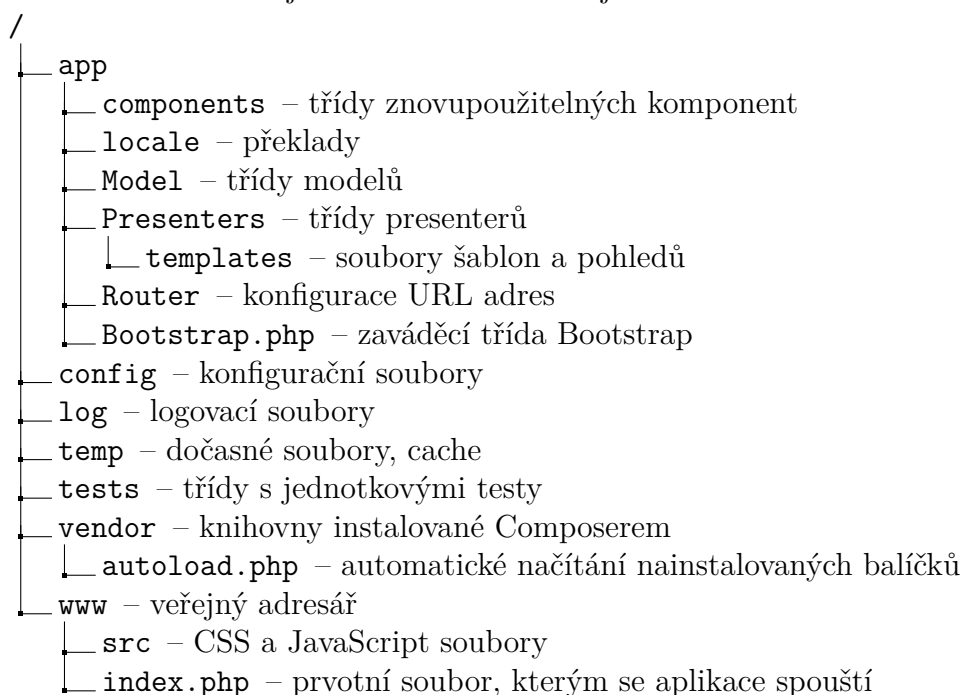 /
app
components – třídy znovupoužitelných komponent
locale – překlady
Model – třídy modelů
Presenters – třídy presenterů
templates – soubory šablon a pohledů
Router – konfigurace URL adres
Bootstrap.php – zaváděcí třída Bootstrap
config – konfigurační soubory
log – logovací soubory
temp – dočasné soubory, cache
tests – třídy s jednotkovými testy
vendor – knihovny instalované Composerem
autoload.php – automatické načítání nainstalovaných balíčků
www – veřejný adresář
src – CSS a JavaScript soubory
index.php – prvotní soubor, kterým se aplikace spouští